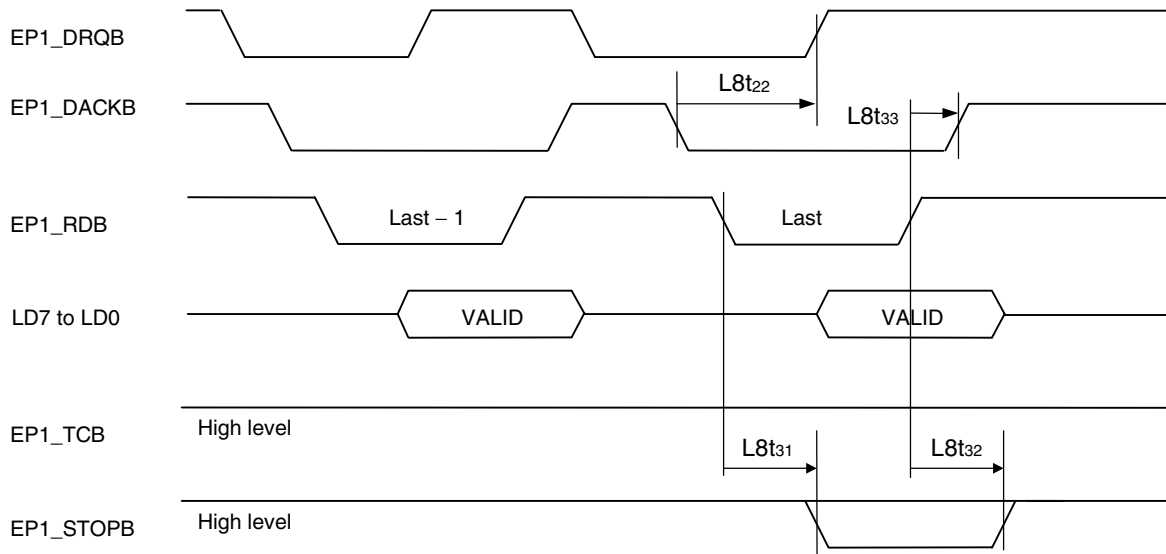 EP1_DRQB
L8t22
EP1_DACKB
L8t33
EP1_RDB
Last – 1
Last
LD7 to LD0
VALID
VALID
EP1_TCB
High level
L8t31
L8t32
EP1_STOPB
High level